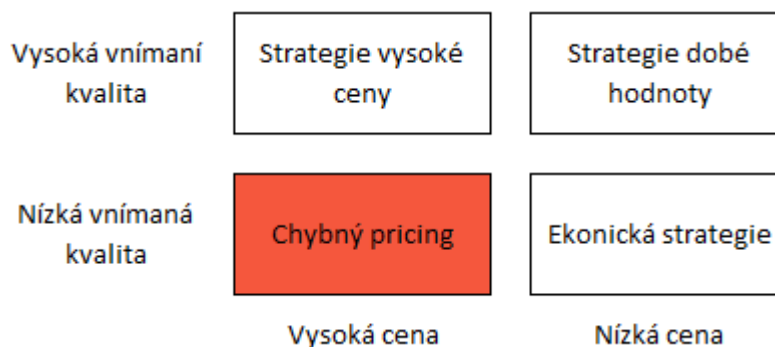 Vysoká vnímaní
kvalita
Strategie vysoké
ceny
Strategie dobé
hodnoty
Nízká vnímaná
kvalita
Chybný pricing
Ekonická strategie
Vysoká cena
Nízká cena